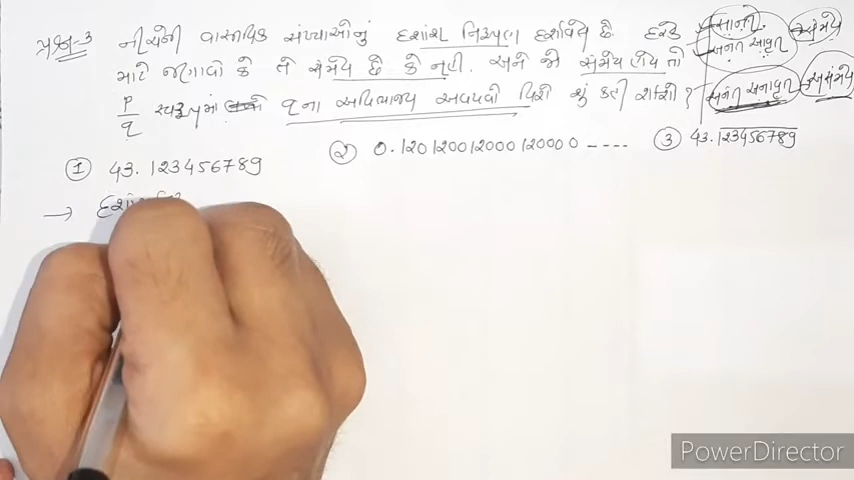 પ્રશ્ન-3 નીચેની વાસ્તવિક સંખ્યાઓનું દશાંશ નિરૂપણ દર્શાવેલ છે. દરેક
માટે જણાવો કે તે સંમેય છે કે નહી. અને જો સંમેય હોય તો
p/q સ્વરૂપમાં qના અવિભાજ્ય અવયવો વિશે શું કહી શકાશે?
સાન્ત
સંમેય
અનંત આવૃત
અનંત અનાવૃત
અસંમેય
① 43.123456789
② 0.120120012000120000 ----
③ 43.123456789
→
PowerDirector